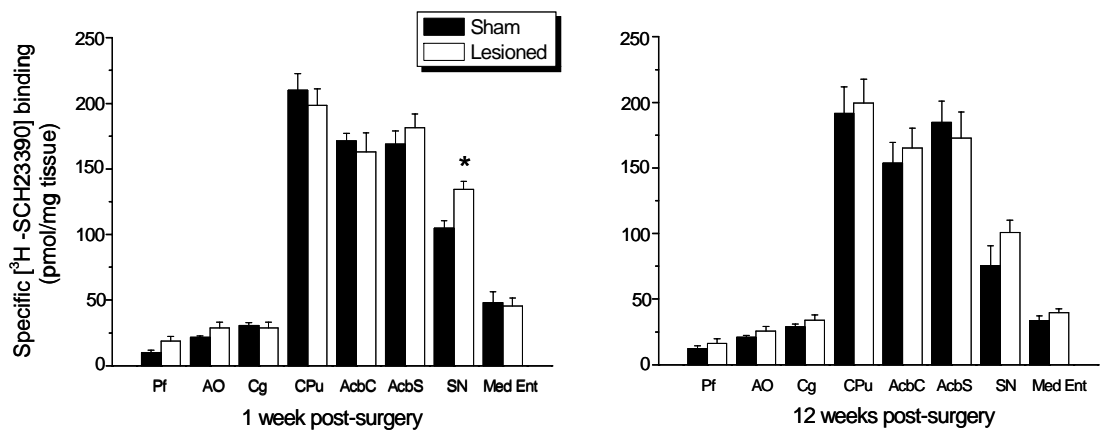 Sham
Lesioned
Specific [³H -SCH23390] binding
(pmol/mg tissue)
250
200
150
100
50
0
*
Pf AO Cg CPu AcbC AcbS SN Med Ent
1 week post-surgery
250
200
150
100
50
0
Pf AO Cg CPu AcbC AcbS SN Med Ent
12 weeks post-surgery